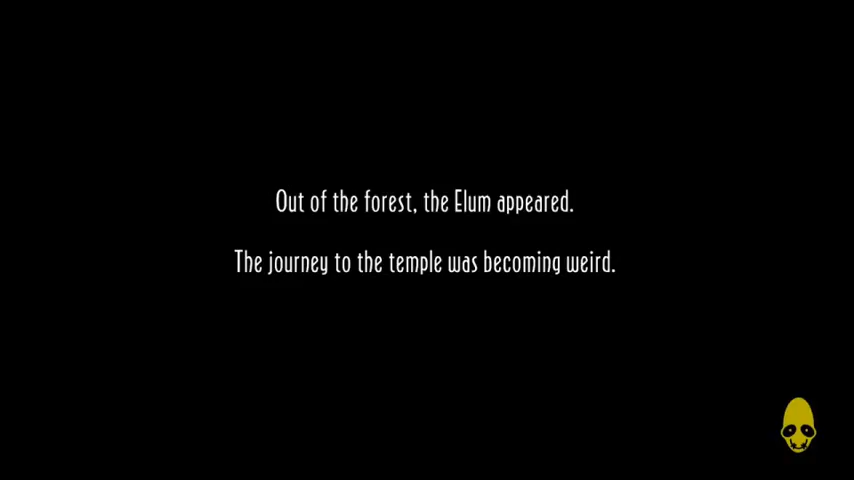 Out of the forest, the Elum appeared.
The journey to the temple was becoming weird.